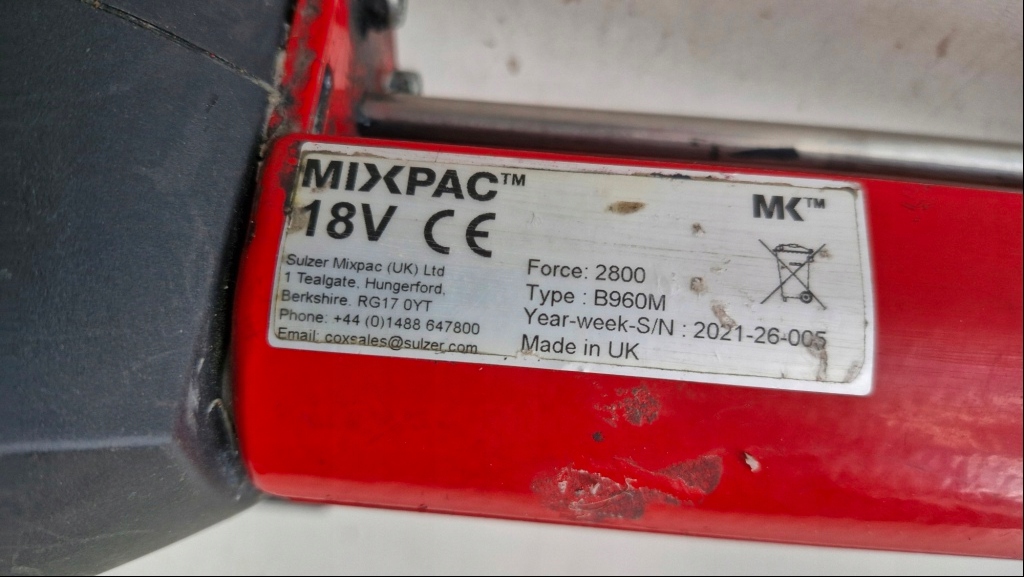 MIXPAC™
18V CE
Sulzer Mixpac (UK) Ltd
1 Tealgate, Hungerford,
Berkshire. RG17 0YT
Phone: +44 (0)1488 647800
Email: coxsales@sulzer.com
MK™
Force: 2800
Type : B960M
Year-week-S/N : 2021-26-005
Made in UK